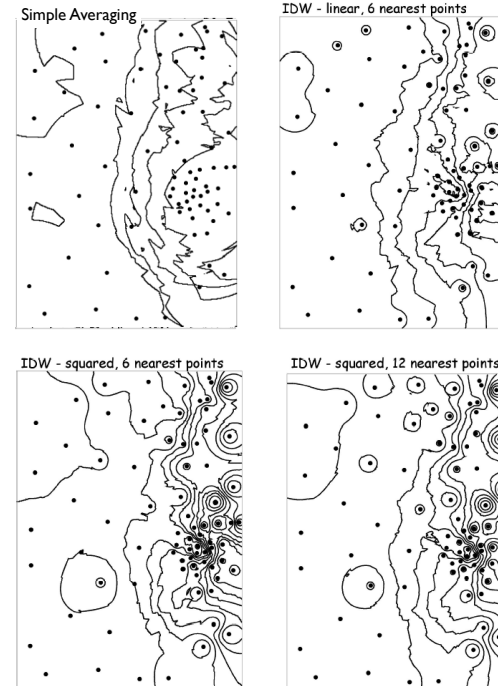 Simple Averaging
IDW - linear, 6 nearest points
IDW - squared, 6 nearest points
IDW - squared, 12 nearest points